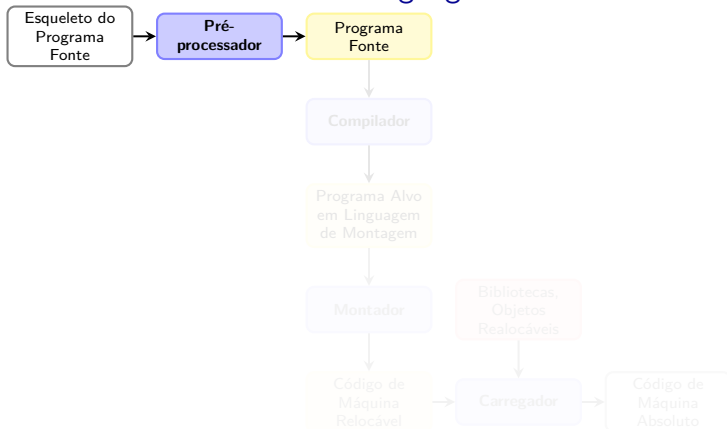 Esqueleto do
Programa
Fonte
Pré-
processador
Programa
Fonte
Compilador
Programa Alvo
em Linguagem
de Montagem
Montador
Bibliotecas,
Objetos
Realocáveis
Código de
Máquina
Relocável
Carregador
Código de
Máquina
Absoluto